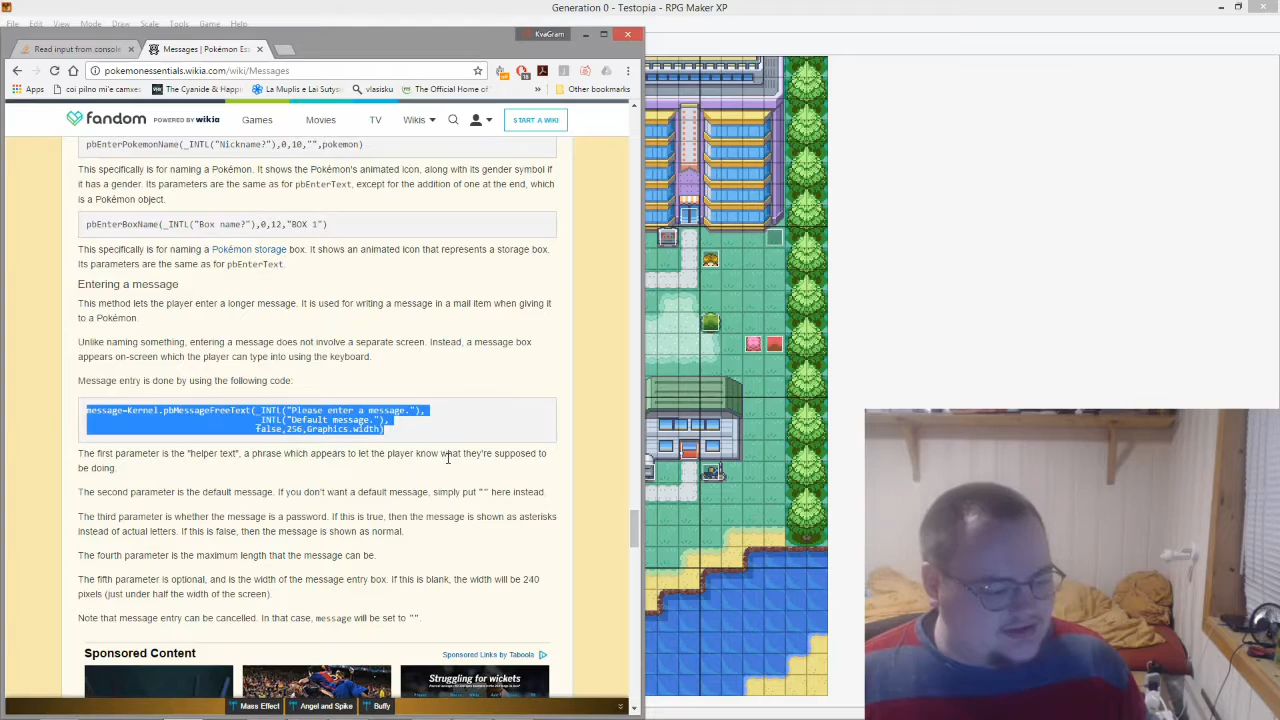 Generation 0 - Testopia - RPG Maker XP
File Edit View Mode Draw Scale Tools Game Help
KvaGram
Read input from console
Messages | Pokémon Es
pokemonessentials.wikia.com/wiki/Messages
Apps
coi pilno mi'e camxes
The Cyanide & Happ
La Muplis e Lai Sutys
vlasisku
The Official Home of
»
Other bookmarks
fandom POWERED BY wikia Games Movies TV Wikis START A WIKI
pbEnterPokemonName(_INTL("Nickname?"),0,10,"",pokemon)
This specifically is for naming a Pokémon. It shows the Pokémon's animated icon, along with its gender symbol if
it has a gender. Its parameters are the same as for pbEnterText, except for the addition of one at the end, which
is a Pokémon object.
pbEnterBoxName(_INTL("Box name?"),0,12,"BOX 1")
This specifically is for naming a Pokémon storage box. It shows an animated icon that represents a storage box.
Its parameters are the same as for pbEnterText.
Entering a message
This method lets the player enter a longer message. It is used for writing a message in a mail item when giving it
to a Pokémon.
Unlike naming something, entering a message does not involve a separate screen. Instead, a message box
appears on-screen which the player can type into using the keyboard.
Message entry is done by using the following code:
message=Kernel.pbMessageFreeText(_INTL("Please enter a message."),
_INTL("Default message."),
false,256,Graphics.width)
The first parameter is the "helper text", a phrase which appears to let the player know what they're supposed to
be doing.
The second parameter is the default message. If you don't want a default message, simply put "" here instead.
The third parameter is whether the message is a password. If this is true, then the message is shown as asterisks
instead of actual letters. If this is false, then the message is shown as normal.
The fourth parameter is the maximum length that the message can be.
The fifth parameter is optional, and is the width of the message entry box. If this is blank, the width will be 240
pixels (just under half the width of the screen).
Note that message entry can be cancelled. In that case, message will be set to "".
Sponsored Content
Sponsored Links by Taboola
Struggling for wickets
Mass Effect
Angel and Spike
Buffy